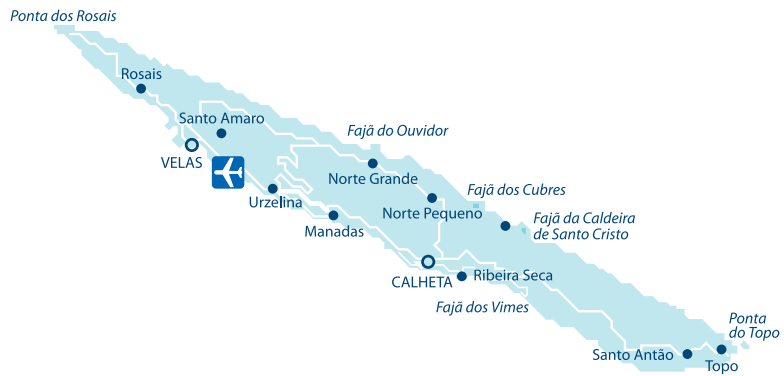 Ponta dos Rosais
Rosais
Santo Amaro
VELAS
Fajã do Ouvidor
Norte Grande
Urzelina
Fajã dos Cubres
Norte Pequeno
Manadas
Fajã da Caldeira
de Santo Cristo
CALHETA
Ribeira Seca
Fajã dos Vimes
Ponta
do Topo
Santo Antão
Topo